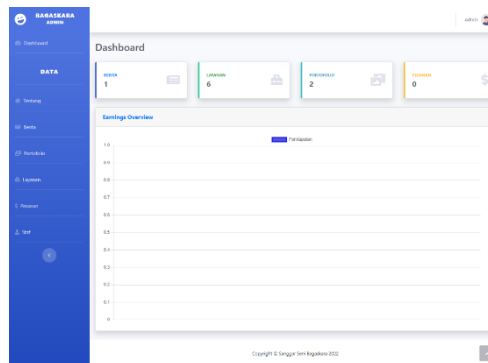 BAGASKARA
ADMIN
Admin
Dashboard
Dashboard
DATA
BERITA
1
LAYANAN
6
PORTOFOLIO
2
PESANAN
0
Tentang
Berita
Portofolio
Layanan
$ Pesanan
Staf
Earnings Overview
Pendapatan
1.0
0.9
0.8
0.7
0.6
0.5
0.4
0.3
0.2
0.1
0
Copyright © Sanggar Seni Bagaskara 2022